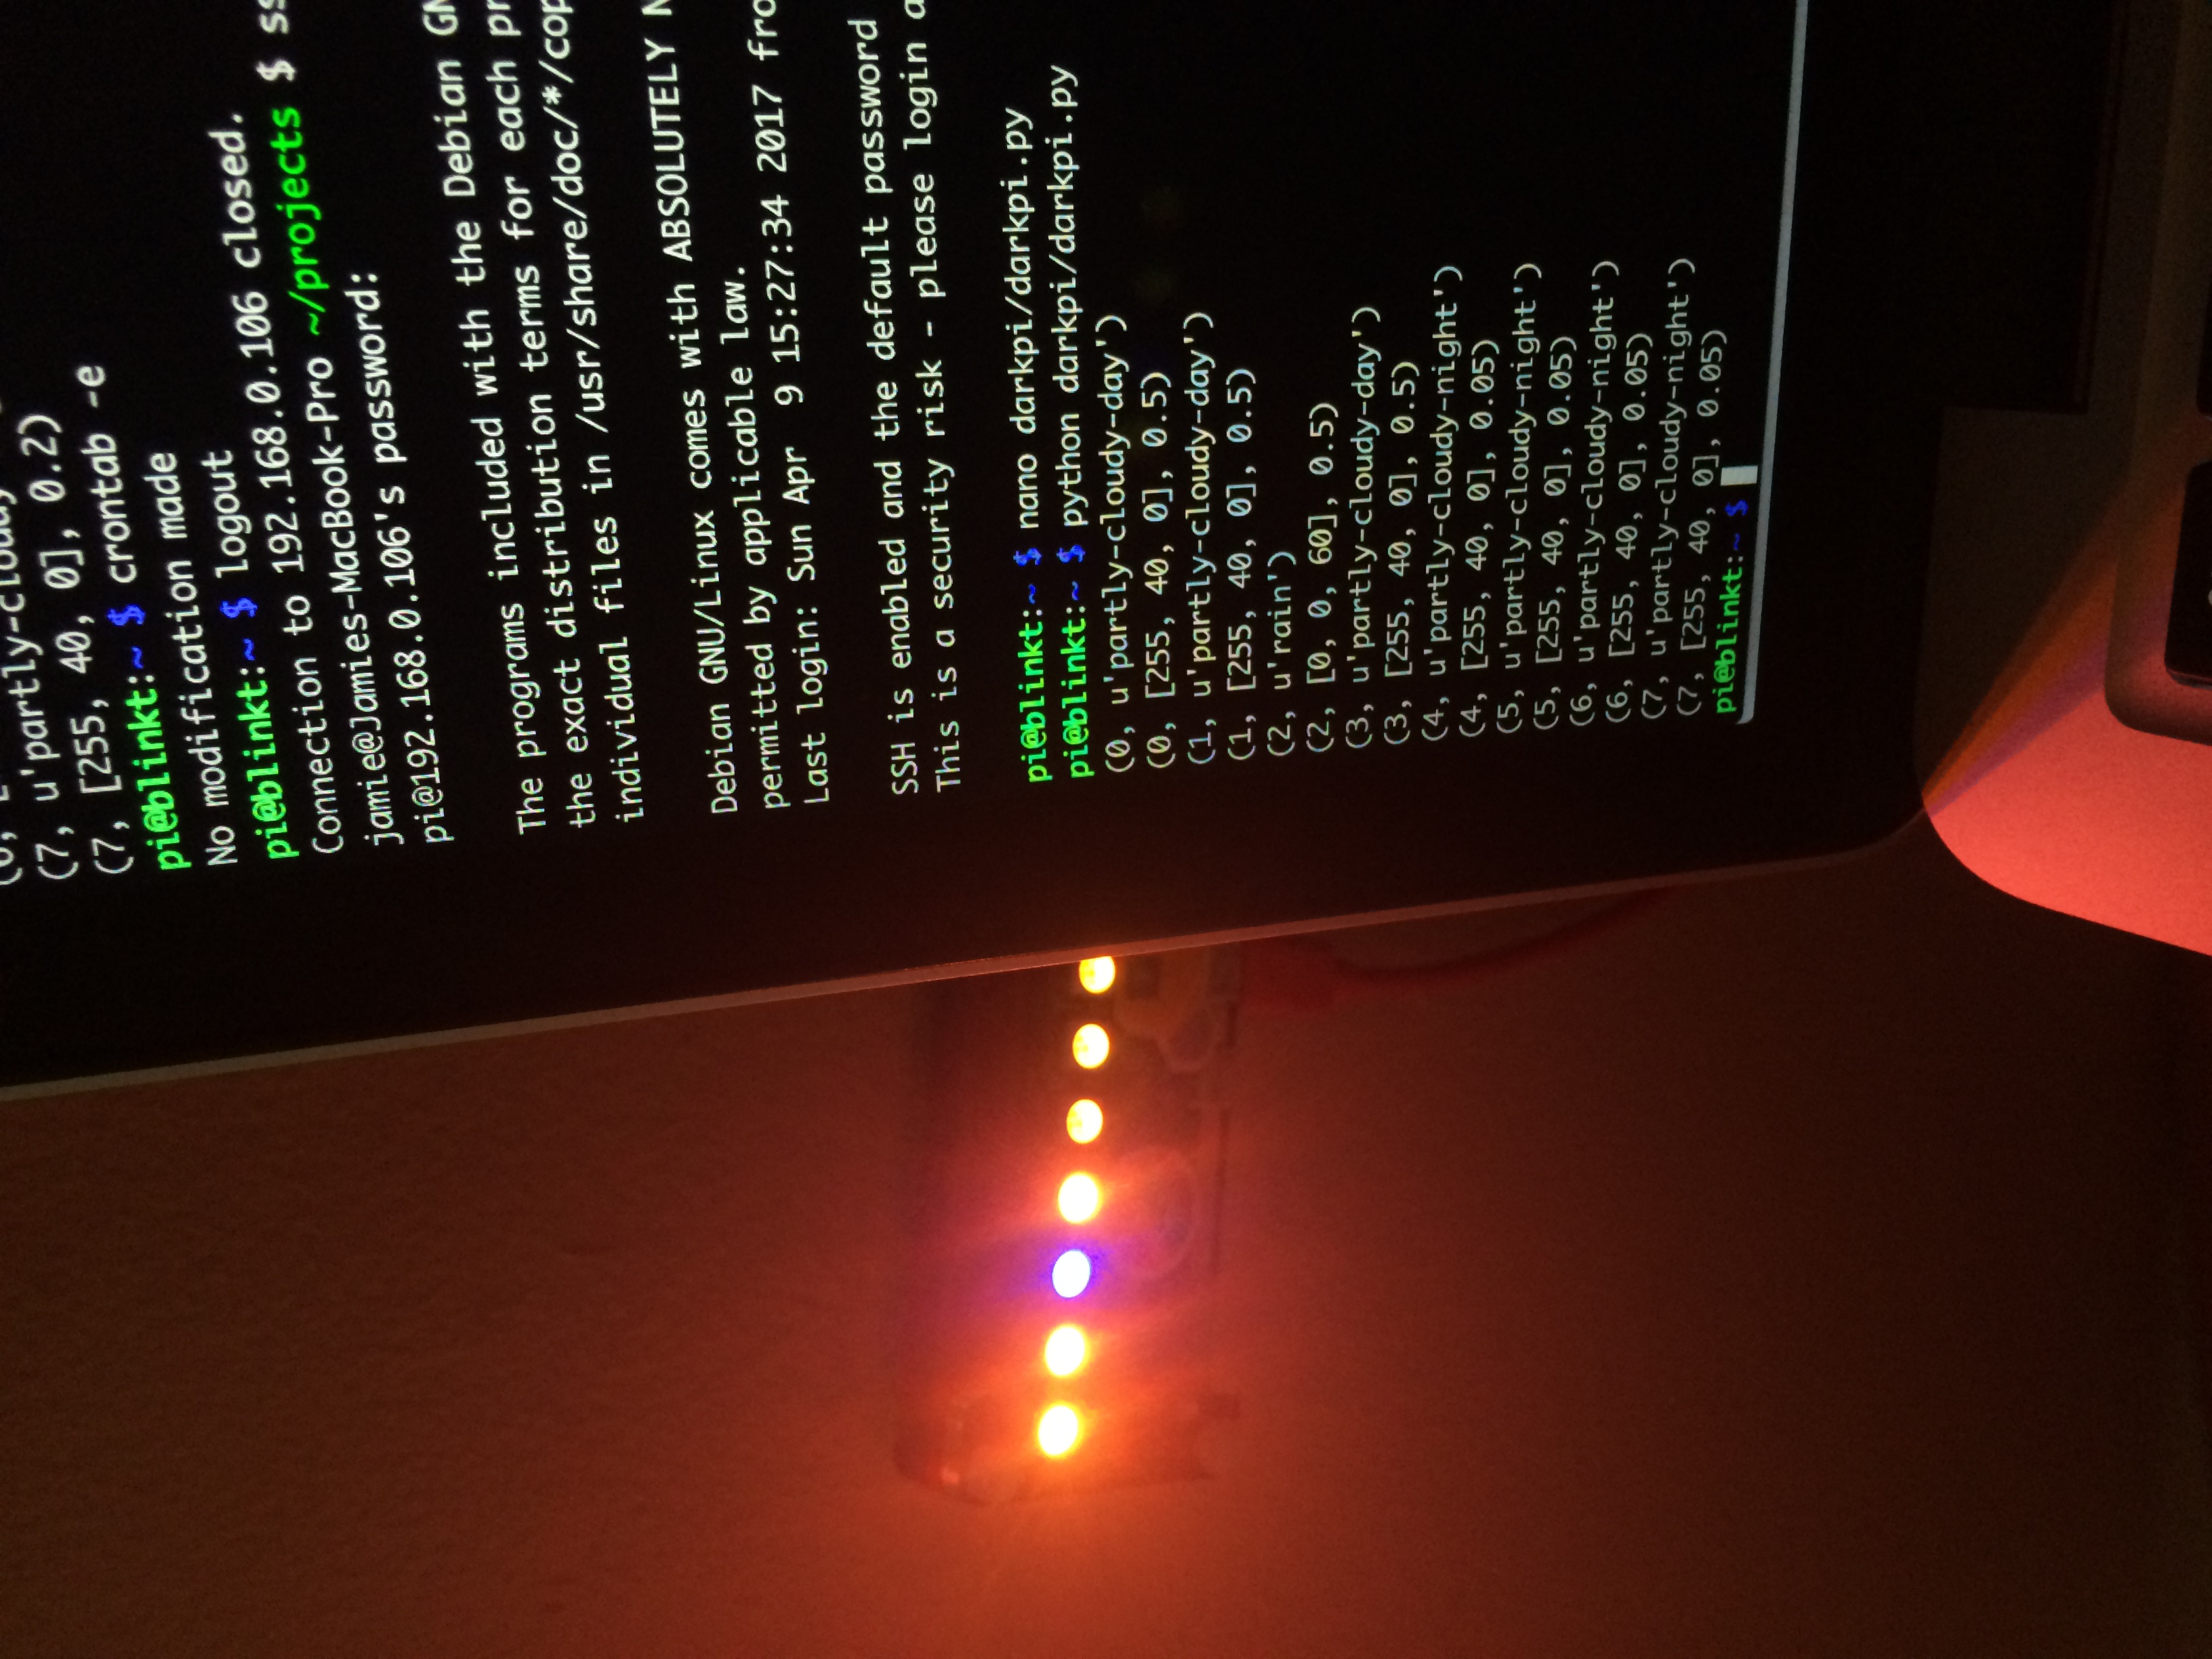 (7, u'partly-cloudy
(7, [255, 40, 0], 0.2)
pi@blinkt:~ $ crontab -e
No modification made
pi@blinkt:~ $ logout
Connection to 192.168.0.106 closed.
jamie@Jamies-MacBook-Pro ~/projects $ ss
pi@192.168.0.106's password:
The programs included with the Debian GN
the exact distribution terms for each pr
individual files in /usr/share/doc/*/cop
Debian GNU/Linux comes with ABSOLUTELY N
permitted by applicable law.
Last login: Sun Apr  9 15:27:34 2017 fro
SSH is enabled and the default password
This is a security risk - please login a
pi@blinkt:~ $ nano darkpi/darkpi.py
pi@blinkt:~ $ python darkpi/darkpi.py
(0, u'partly-cloudy-day')
(0, [255, 40, 0], 0.5)
(1, u'partly-cloudy-day')
(1, [255, 40, 0], 0.5)
(2, u'rain')
(2, [0, 0, 60], 0.5)
(3, u'partly-cloudy-day')
(3, [255, 40, 0], 0.5)
(4, u'partly-cloudy-night')
(4, [255, 40, 0], 0.05)
(5, u'partly-cloudy-night')
(5, [255, 40, 0], 0.05)
(6, u'partly-cloudy-night')
(6, [255, 40, 0], 0.05)
(7, u'partly-cloudy-night')
(7, [255, 40, 0], 0.05)
pi@blinkt:~ $